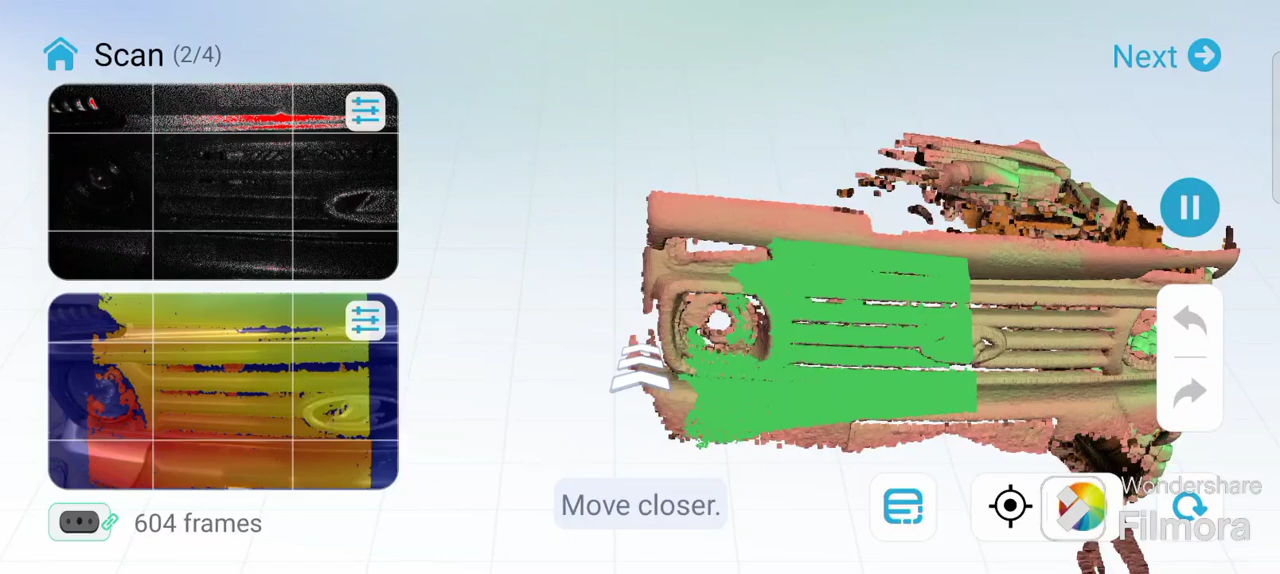 Scan (2/4)
Next
Move closer.
604 frames
Wondershare
Filmora